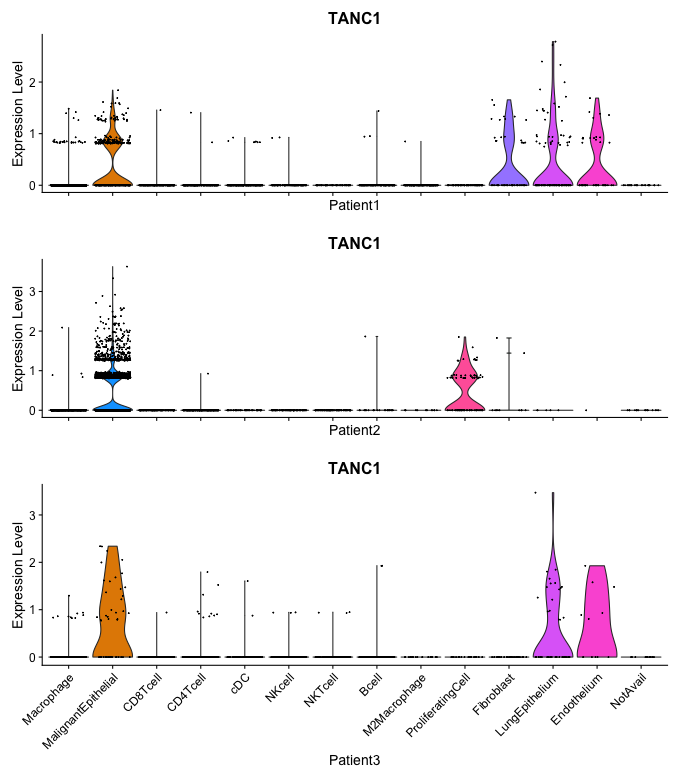 TANC1
Expression Level
2
1
0
Patient1
TANC1
Expression Level
3
2
1
0
Patient2
TANC1
Expression Level
3
2
1
0
Macrophage
MalignantEpithelial
CD8Tcell
CD4Tcell
cDC
NKcell
NKTcell
Bcell
M2Macrophage
ProliferatingCell
Fibroblast
LungEpithelium
Endothelium
NotAvail
Patient3